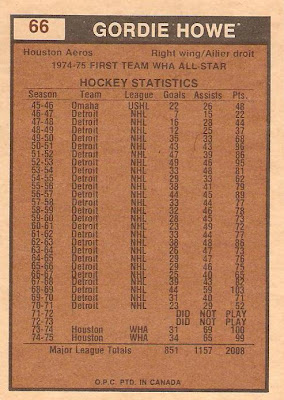 66 GORDIE HOWE
Houston Aeros Right wing/Ailier droit
1974-75 FIRST TEAM WHA ALL-STAR
HOCKEY STATISTICS
Season Team League Goals Assists Pts.
45-46 Omaha USHL 22 26 48
46-47 Detroit NHL 7 15 22
47-48 Detroit NHL 16 28 44
48-49 Detroit NHL 12 25 37
49-50 Detroit NHL 35 33 68
50-51 Detroit NHL 43 43 86
51-52 Detroit NHL 47 39 86
52-53 Detroit NHL 49 46 95
53-54 Detroit NHL 33 48 81
54-55 Detroit NHL 29 33 62
55-56 Detroit NHL 38 41 79
56-57 Detroit NHL 44 45 89
57-58 Detroit NHL 33 44 77
58-59 Detroit NHL 32 46 78
59-60 Detroit NHL 28 45 73
60-61 Detroit NHL 23 49 72
61-62 Detroit NHL 33 44 77
62-63 Detroit NHL 38 48 86
63-64 Detroit NHL 26 47 73
64-65 Detroit NHL 29 47 76
65-66 Detroit NHL 29 46 75
66-67 Detroit NHL 25 40 65
67-68 Detroit NHL 39 43 82
68-69 Detroit NHL 44 59 103
69-70 Detroit NHL 31 40 71
70-71 Detroit NHL 23 29 52
71-72 DID NOT PLAY
72-73 DID NOT PLAY
73-74 Houston WHA 31 69 100
74-75 Houston WHA 34 65 99
Major League Totals 851 1157 2008
O.P.C. PTD. IN CANADA